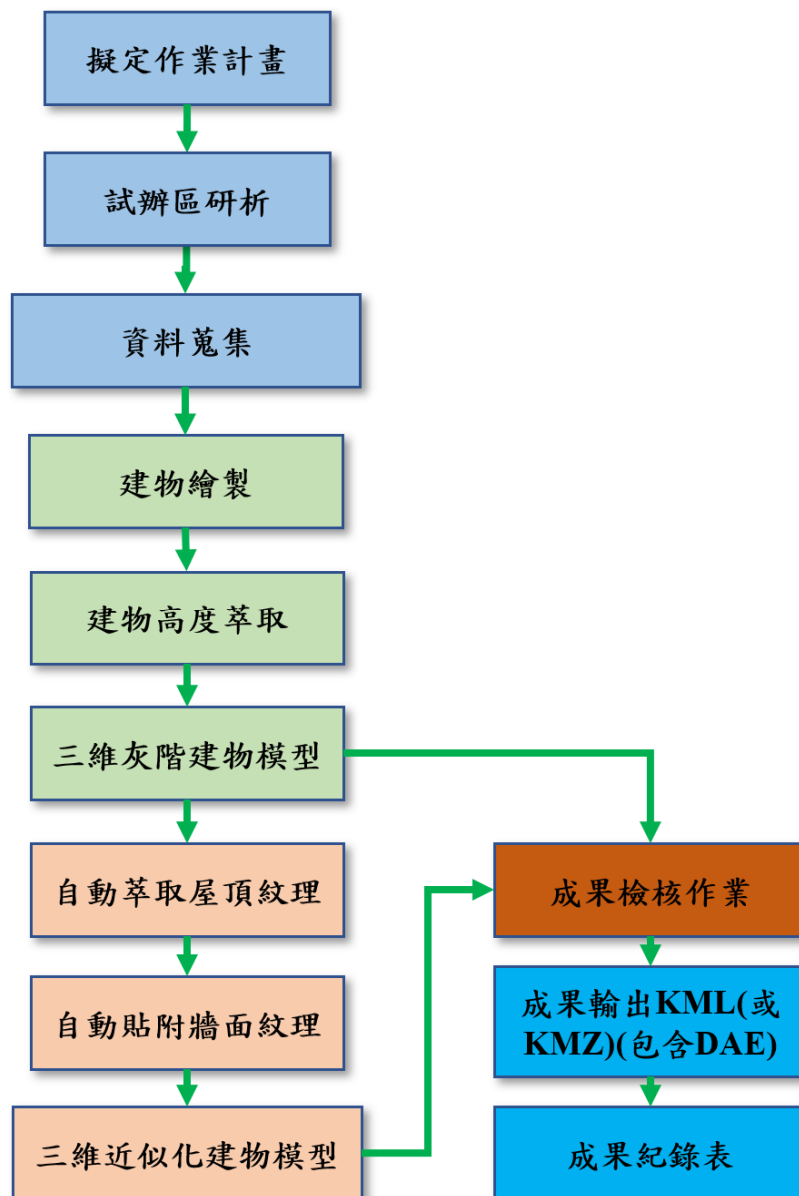 擬定作業計畫
試辦區研析
資料蒐集
建物繪製
建物高度萃取
三維灰階建物模型
自動萃取屋頂紋理
自動貼附牆面紋理
三維近似化建物模型
成果檢核作業
成果輸出KML(或
KMZ)(包含DAE)
成果紀錄表